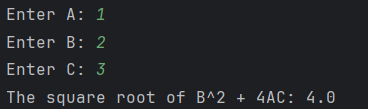 Enter A: 1
Enter B: 2
Enter C: 3
The square root of B^2 + 4AC: 4.0